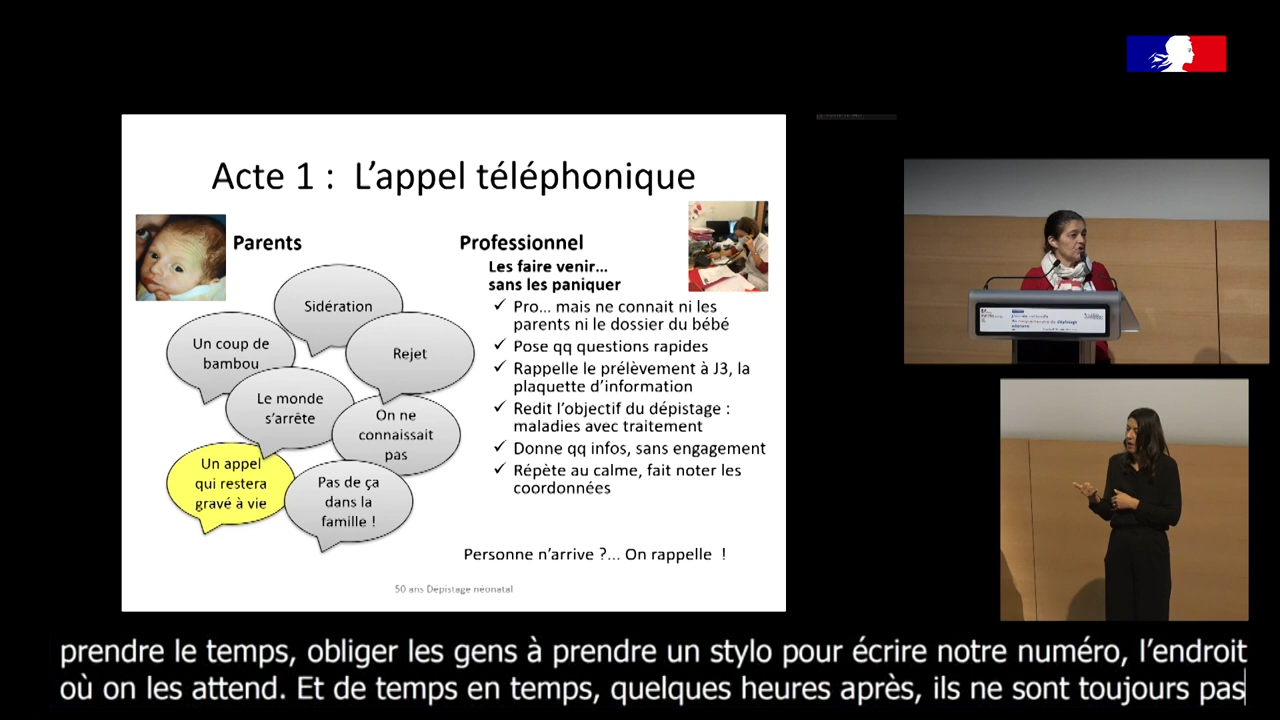 Acte 1 : L'appel téléphonique
Parents
Sidération
Un coup de
bambou
Rejet
Le monde
s'arrête
On ne
connaissait
pas
Un appel
qui restera
gravé à vie
Pas de ça
dans la
famille !
Professionnel
Les faire venir...
sans les paniquer
✓ Pro... mais ne connait ni les
parents ni le dossier du bébé
✓ Pose qq questions rapides
✓ Rappelle le prélèvement à J3, la
plaquette d'information
✓ Redit l'objectif du dépistage :
maladies avec traitement
✓ Donne qq infos, sans engagement
✓ Répète au calme, fait noter les
coordonnées
Personne n'arrive ?... On rappelle !
50 ans Dépistage néonatal
prendre le temps, obliger les gens à prendre un stylo pour écrire notre numéro, l'endroit
où on les attend. Et de temps en temps, quelques heures après, ils ne sont toujours pas